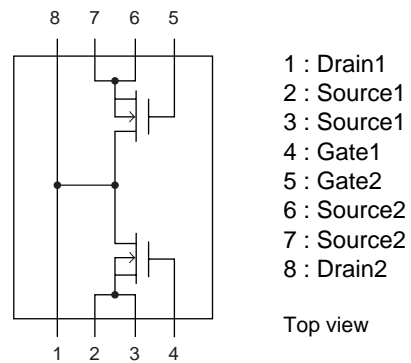 8 7 6 5
1 : Drain1
2 : Source1
3 : Source1
4 : Gate1
5 : Gate2
6 : Source2
7 : Source2
8 : Drain2
Top view
1 2 3 4